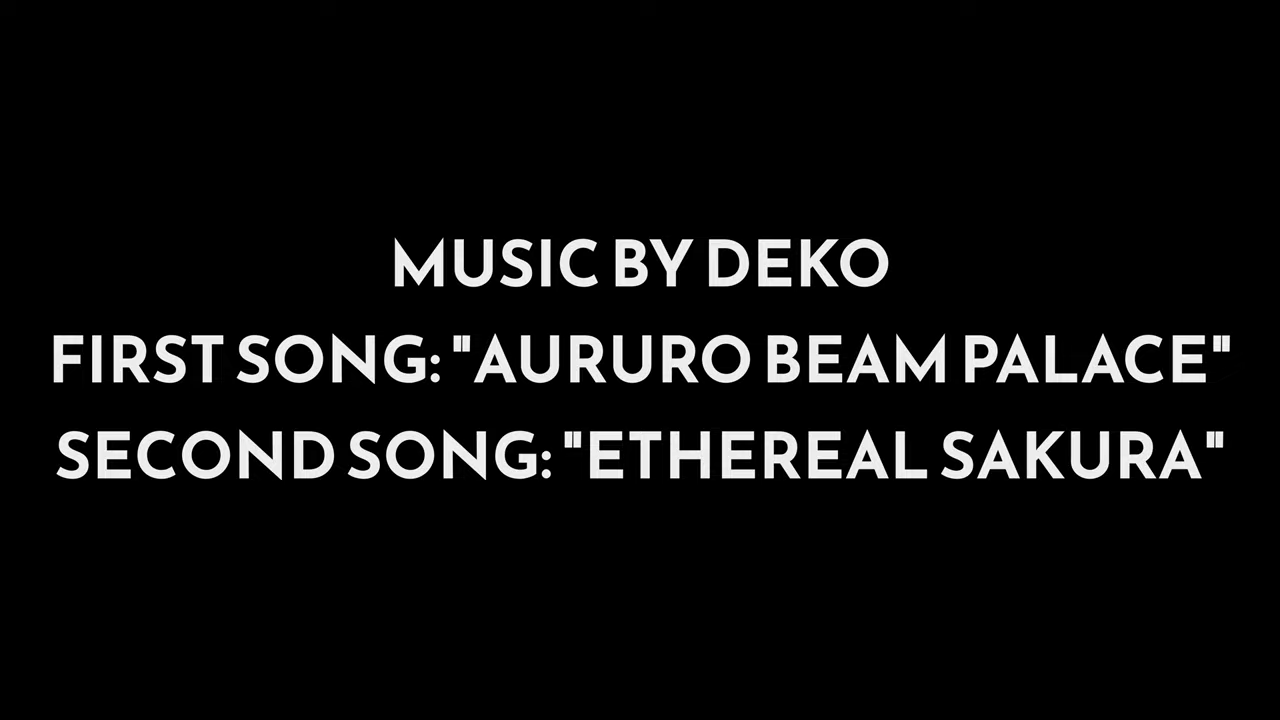 MUSIC BY DEKO
FIRST SONG: "AURURO BEAM PALACE"
SECOND SONG: "ETHEREAL SAKURA"